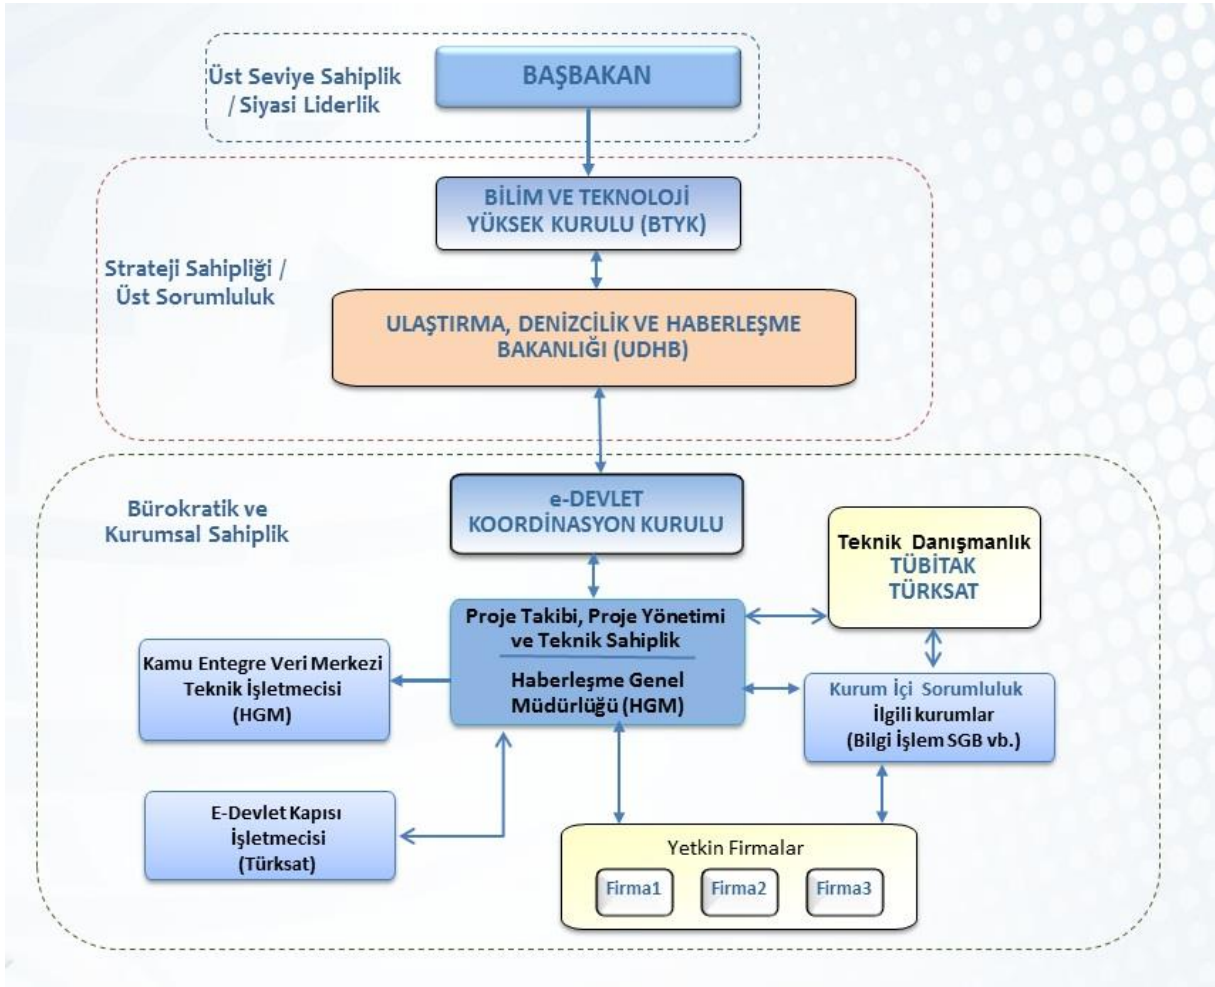 Üst Seviye Sahiplik
/ Siyasi Liderlik
BAŞBAKAN
BİLİM VE TEKNOLOJİ
YÜKSEK KURULU (BTYK)
Strateji Sahipliği /
Üst Sorumluluk
ULAŞTIRMA, DENİZCİLİK VE HABERLEŞME
BAKANLIĞI (UDHB)
Bürokratik ve
Kurumsal Sahiplik
e-DEVLET
KOORDİNASYON KURULU
Teknik Danışmanlık
TÜBİTAK
TÜRKSAT
Proje Takibi, Proje Yönetimi
ve Teknik Sahiplik
Haberleşme Genel
Müdürlüğü (HGM)
Kamu Entegre Veri Merkezi
Teknik İşletmecisi
(HGM)
Kurum İçi Sorumluluk
İlgili kurumlar
(Bilgi İşlem SGB vb.)
E-Devlet Kapısı
İşletmecisi
(Türksat)
Yetkin Firmalar
Firma1
Firma2
Firma3